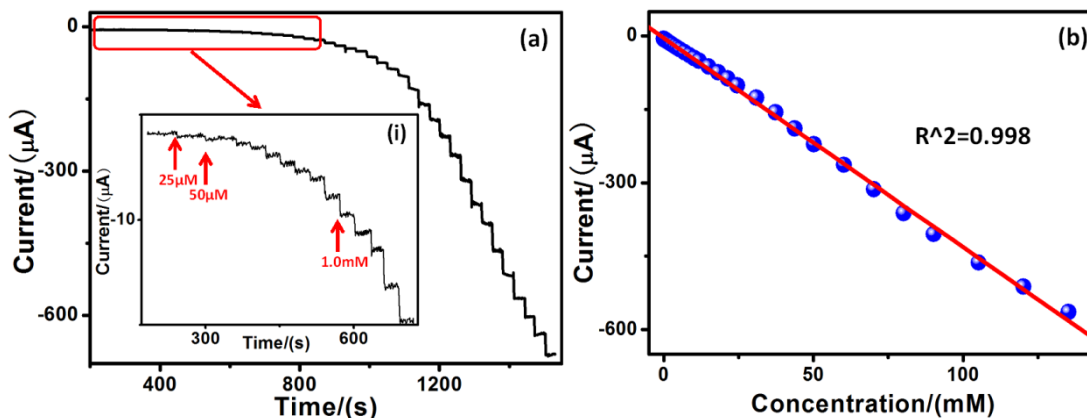 (a)
Current/(μA)
0
-300
-600
400
800
1200
Time/(s)
(i)
Current/(μA)
-10
25μM
50μM
1.0mM
300
600
Time/(s)
(b)
Current/(μA)
0
-300
-600
R^2=0.998
0
50
100
Concentration/(mM)